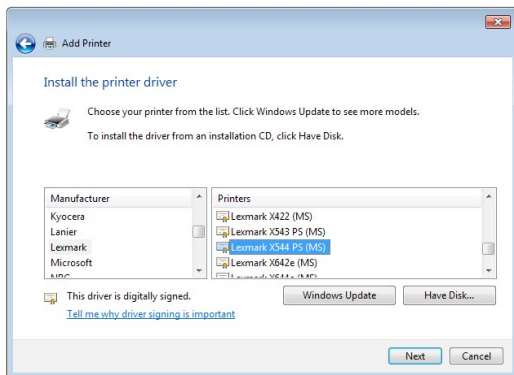 Add Printer
Install the printer driver
Choose your printer from the list. Click Windows Update to see more models.
To install the driver from an installation CD, click Have Disk.
Manufacturer
Kyocera
Lanier
Lexmark
Microsoft
Printers
Lexmark X422 (MS)
Lexmark X543 PS (MS)
Lexmark X544 PS (MS)
Lexmark X642e (MS)
This driver is digitally signed.
Tell me why driver signing is important
Windows Update
Have Disk...
Next
Cancel